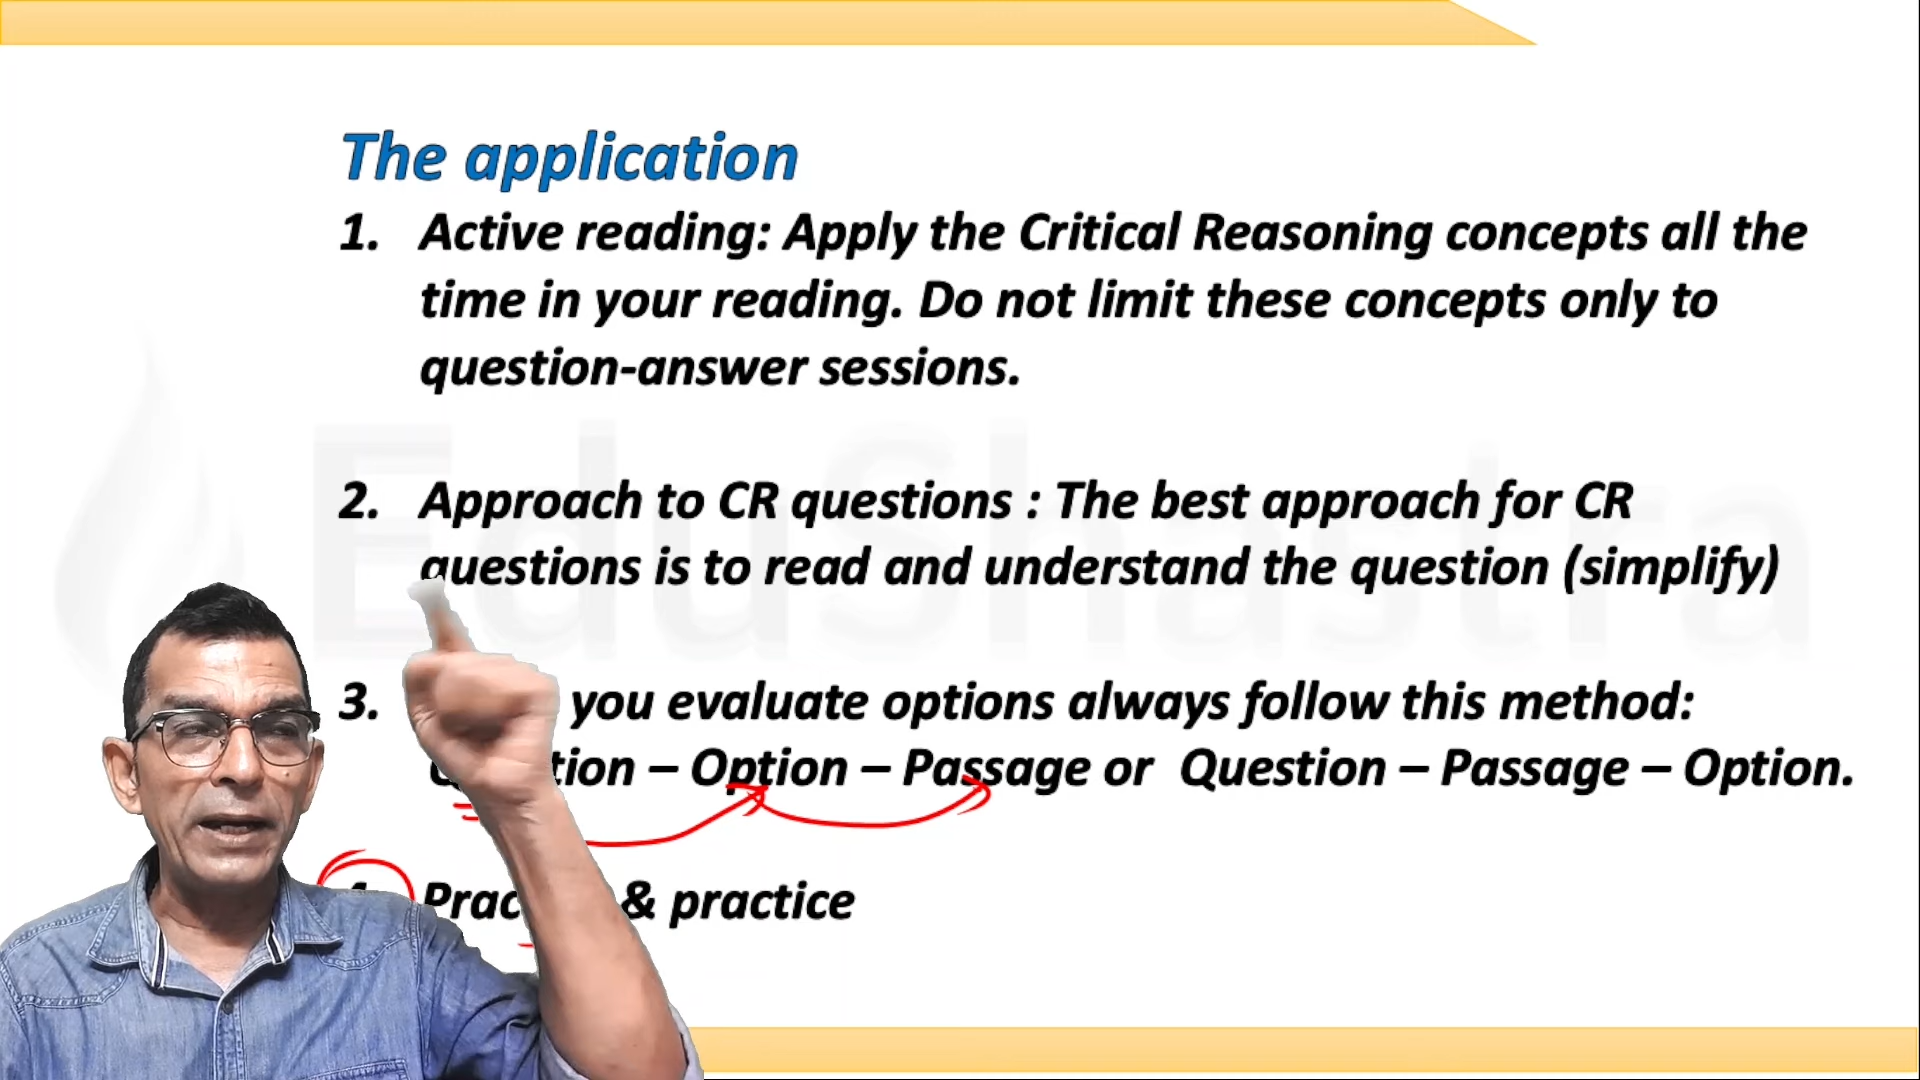 The application
1. Active reading: Apply the Critical Reasoning concepts all the
time in your reading. Do not limit these concepts only to
question-answer sessions.
2. Approach to CR questions : The best approach for CR
questions is to read and understand the question (simplify)
3. you evaluate options always follow this method:
– Option – Passage or Question – Passage – Option.
& practice
EduShastra